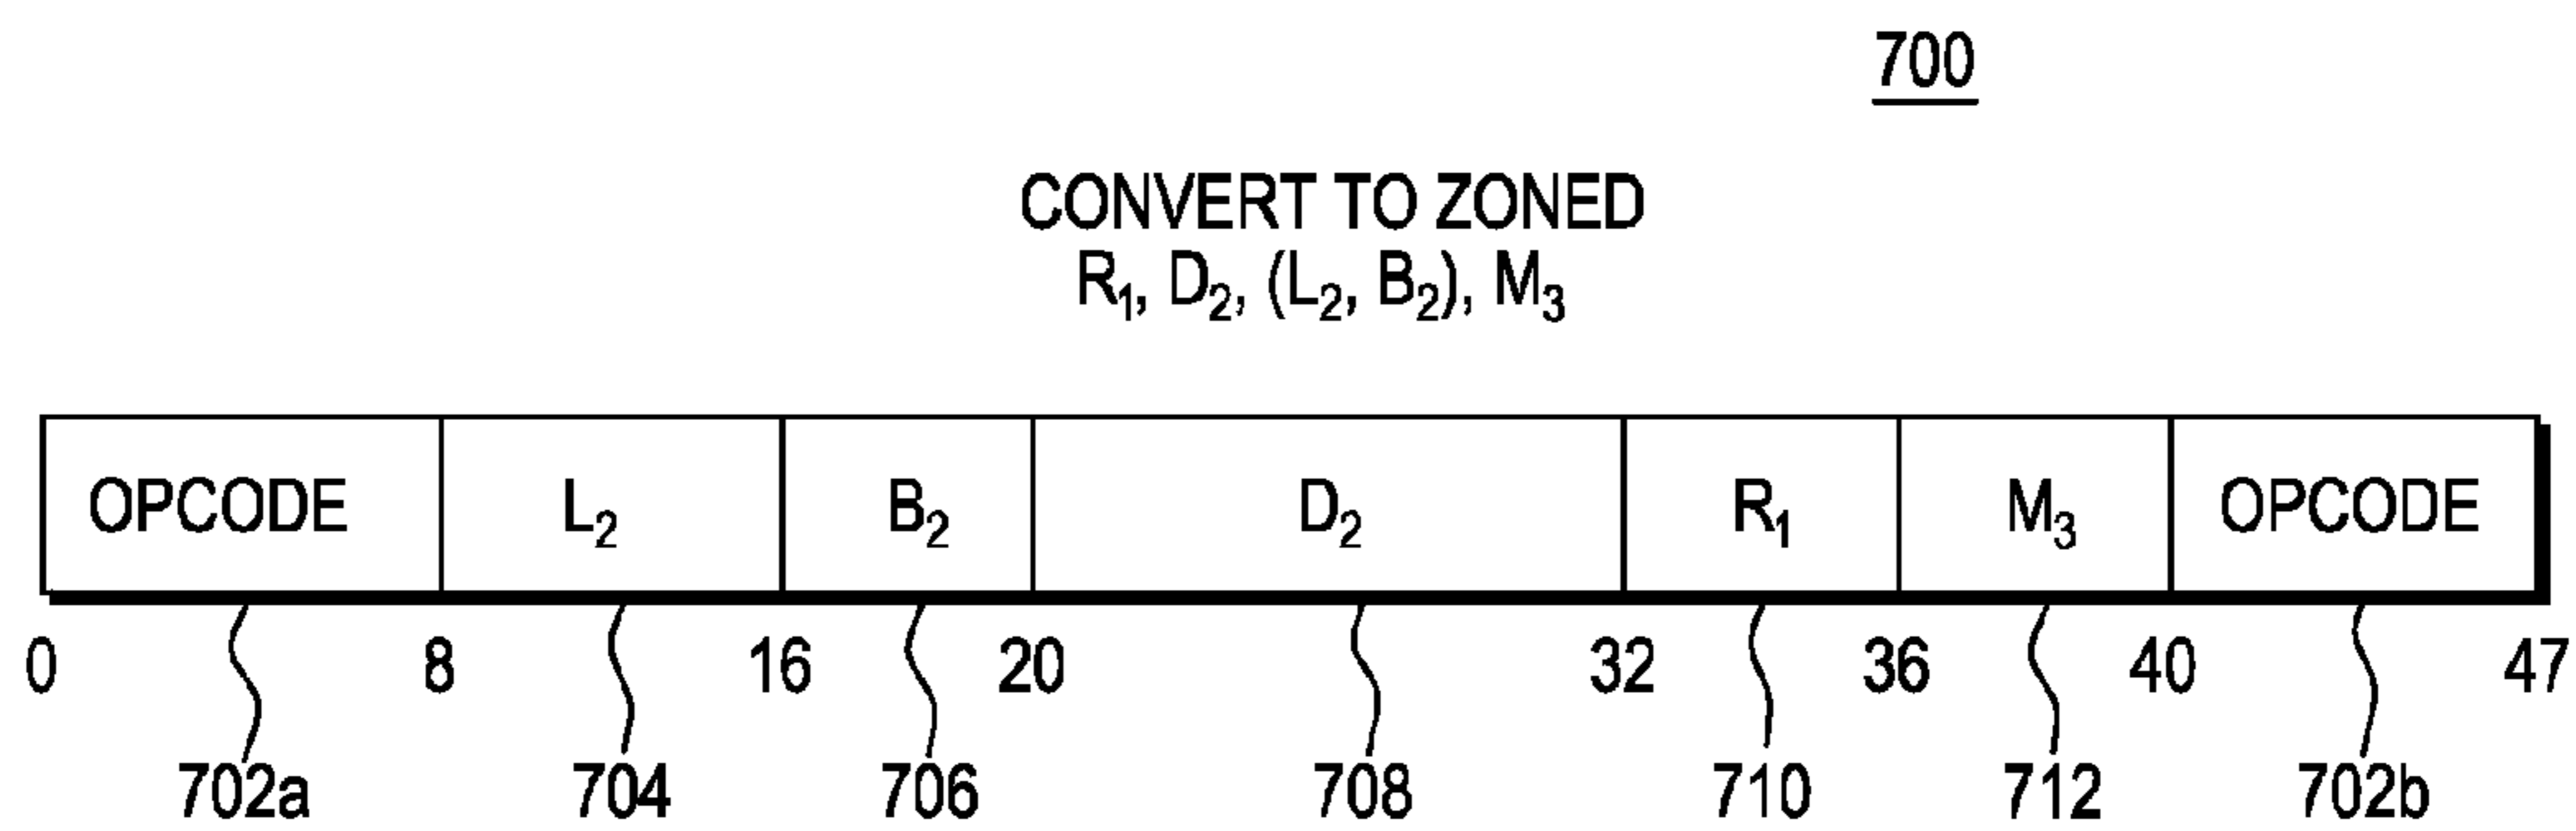 700
CONVERT TO ZONED
R₁, D₂, (L₂, B₂), M₃
OPCODE L₂ B₂ D₂ R₁ M₃ OPCODE
0 8 16 20 32 36 40 47
702a 704 706 708 710 712 702b